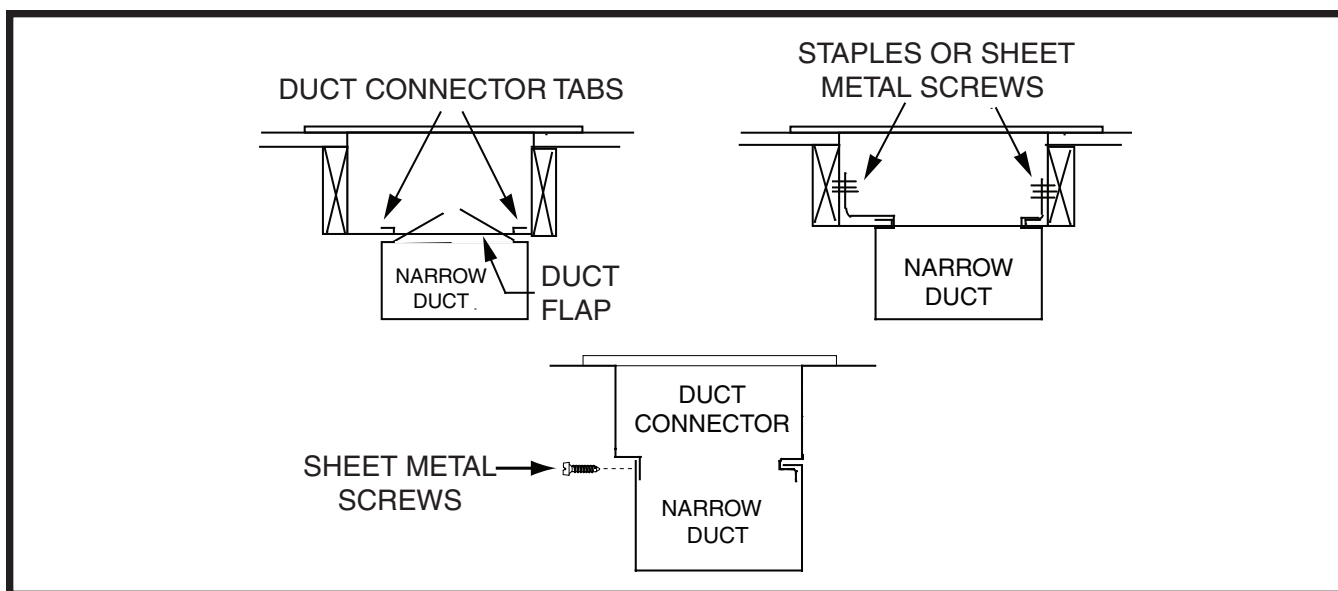 DUCT CONNECTOR TABS
NARROW
DUCT
DUCT
FLAP
STAPLES OR SHEET
METAL SCREWS
NARROW
DUCT
DUCT
CONNECTOR
SHEET METAL
SCREWS
NARROW
DUCT